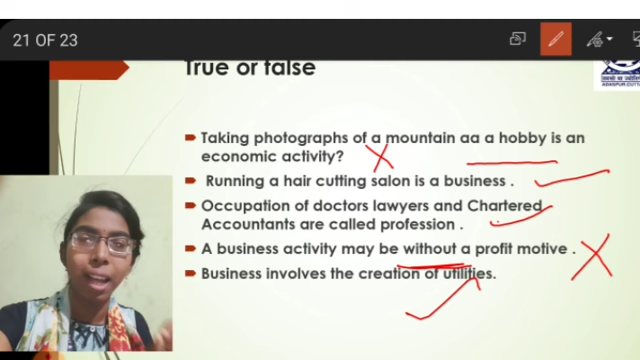 21 OF 23
True or false
Taking photographs of a mountain aa a hobby is an
economic activity?
Running a hair cutting salon is a business .
Occupation of doctors lawyers and Chartered
Accountants are called profession .
A business activity may be without a profit motive .
Business involves the creation of utilities.